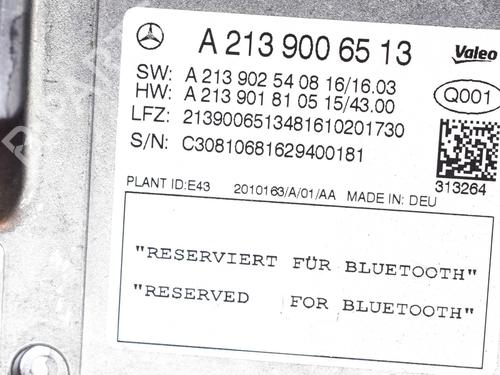 A 213 900 65 13
Valeo
SW: A 213 902 54 08 16/16.03
HW: A 213 901 81 05 15/43.00
Q001
LFZ: 2139006513481610201730
S/N: C30810681629400181
313264
PLANT ID:E43 2010163/A/01/AA MADE IN: DEU
"RESERVIERT FÜR BLUETOOTH"
"RESERVED FOR BLUETOOTH"